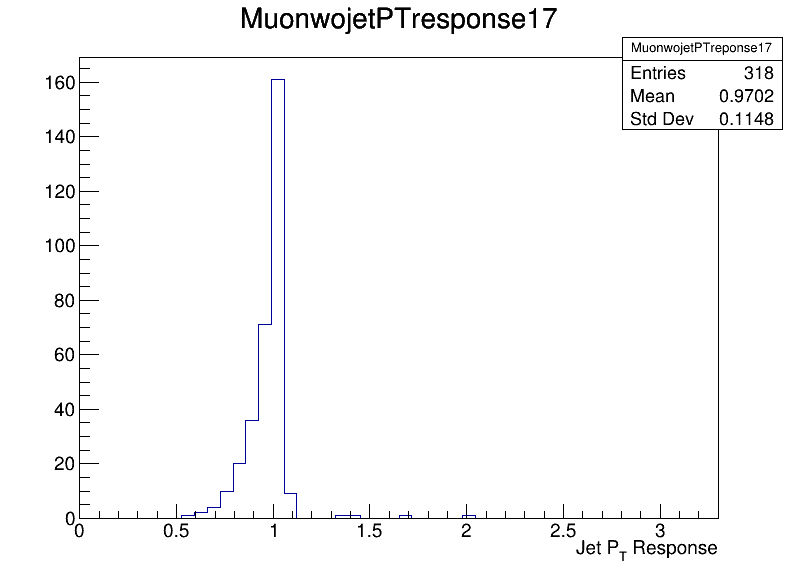 MuonwojetPTresponse17
MuonwojetPTreponse17
Entries 318
Mean 0.9702
Std Dev 0.1148
160
140
120
100
80
60
40
20
0
0 0.5 1 1.5 2 2.5 3
Jet PT Response